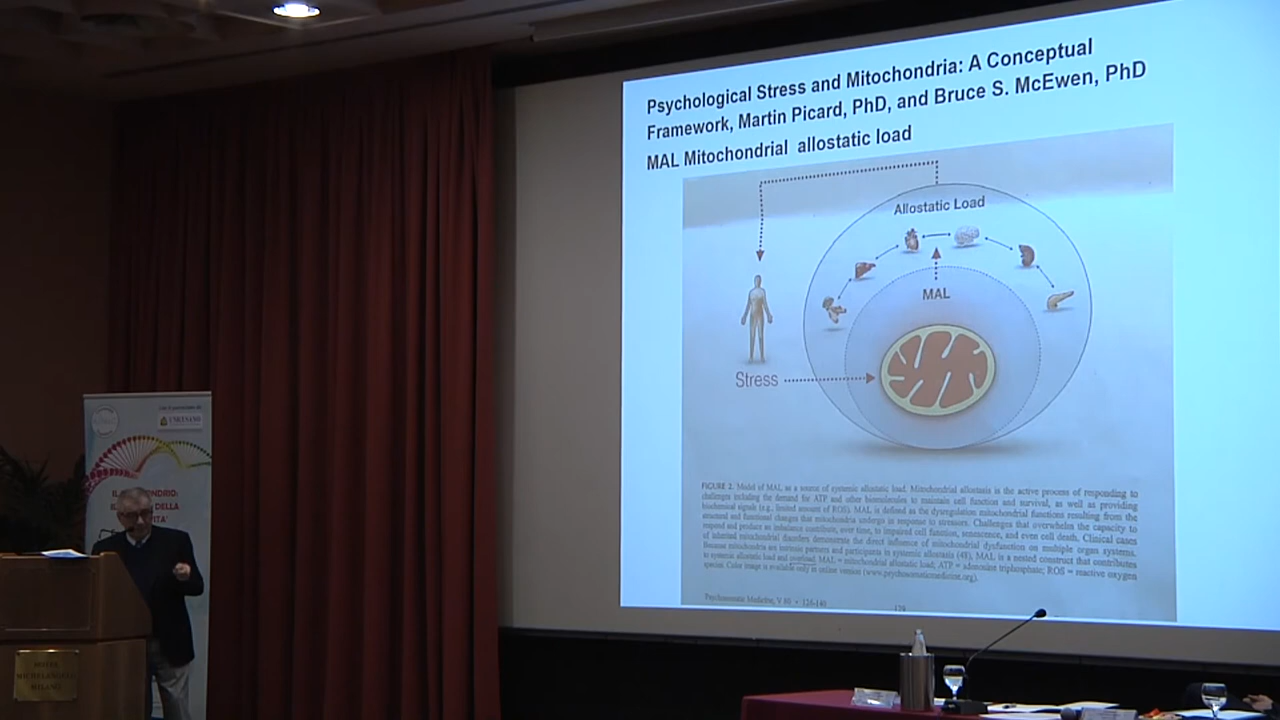 Psychological Stress and Mitochondria: A Conceptual
Framework, Martin Picard, PhD, and Bruce S. McEwen, PhD
MAL Mitochondrial allostatic load
Allostatic Load
MAL
Stress
FIGURE 2. Model of MAL as a source of systemic allostatic load. Mitochondrial allostasis is the active process of responding to
challenges including the demand for ATP and other biomolecules to maintain cell function and survival, as well as providing
biochemical signals (e.g., limited amount of ROS). MAL is defined as the dysregulation mitochondrial functions resulting from the
structural and functional changes that mitochondria undergo in response to stressors. Challenges that overwhelm the capacity to
respond and produce an imbalance contribute, over time, to impaired cell function, senescence, and even cell death. Clinical cases
of inherited mitochondrial disorders demonstrate the direct influence of mitochondrial dysfunction on multiple organ systems.
Because mitochondria are various partners and participants in systemic allostasis (48), MAL is a nested construct that contributes
to systemic allostatic load and overload. MAL = mitochondrial allostatic load; ATP = adenosine triphosphate; ROS = reactive oxygen
species. Color image is available only in online version (www.psychosomaticmedicine.org).
Psychosomatic Medicine, V 80 • 126-140
129
DELLA
HOTEL
MICHELANGELO
MILANO